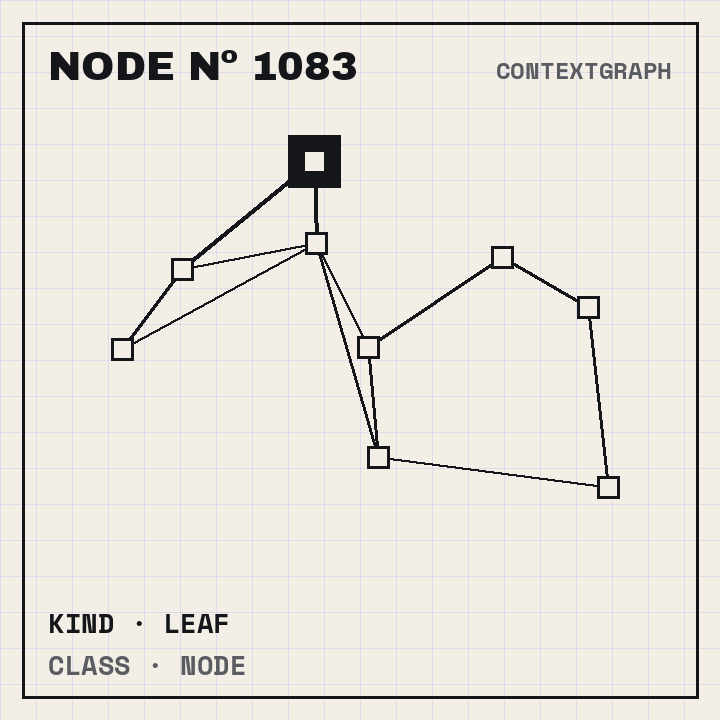 NODE Nº 1083
CONTEXTGRAPH
KIND · LEAF
CLASS · NODE